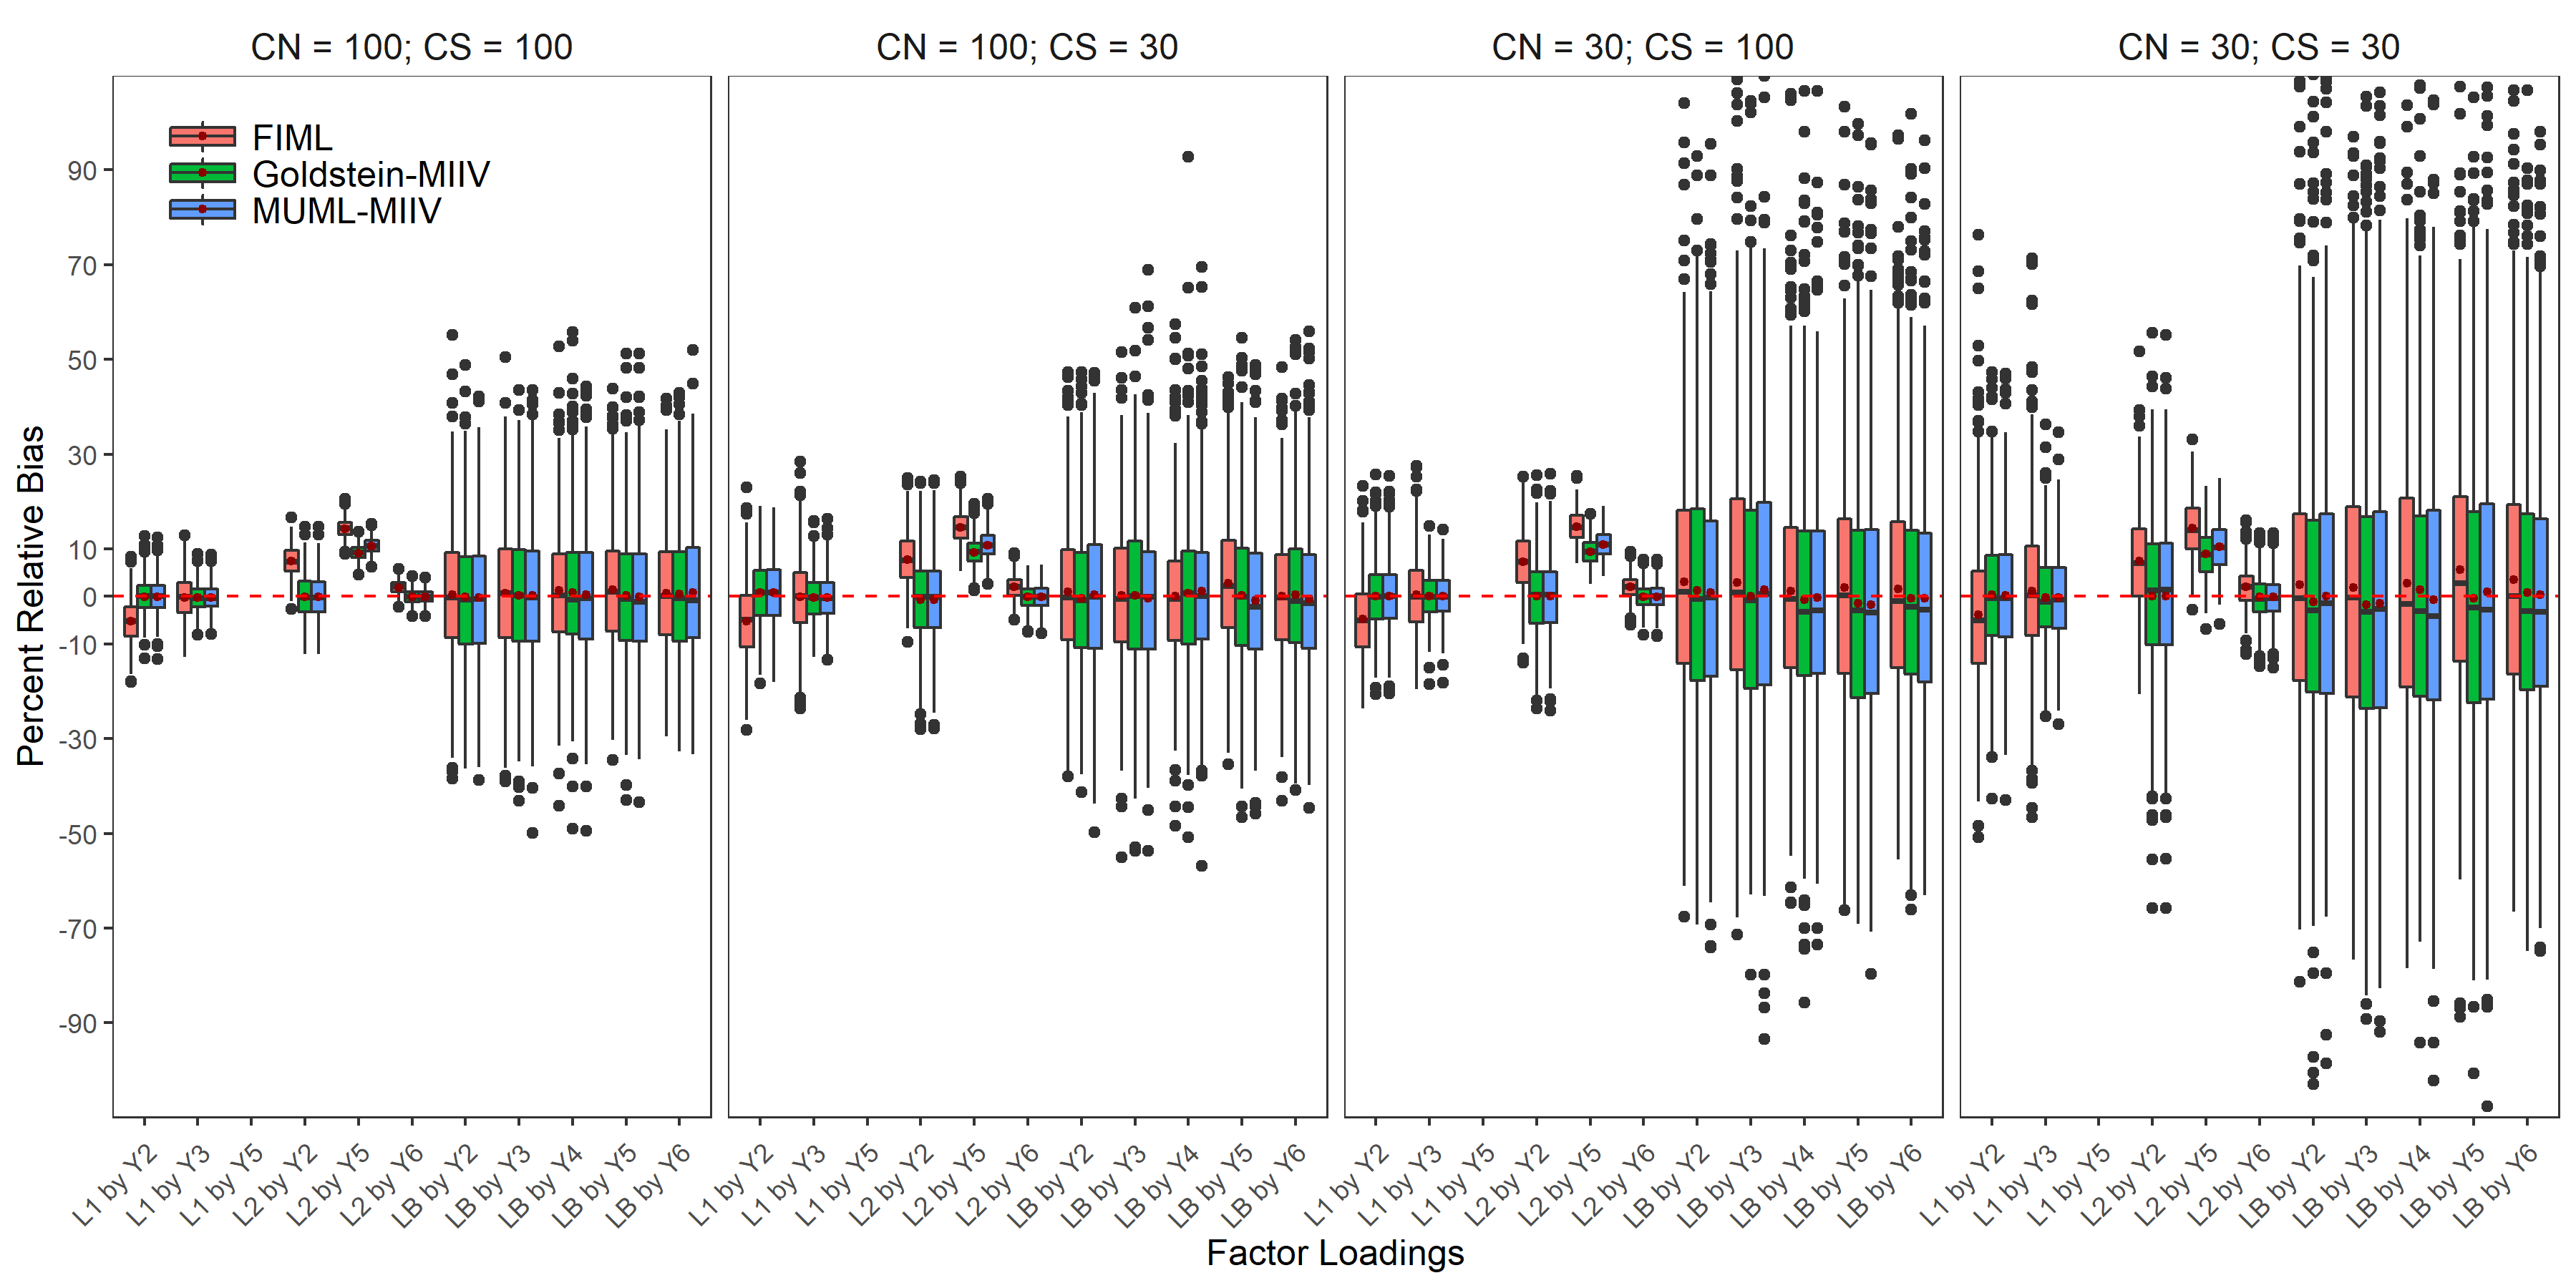 CN = 100; CS = 100
CN = 100; CS = 30
CN = 30; CS = 100
CN = 30; CS = 30
FIML
Goldstein-MIIV
MUML-MIIV
Percent Relative Bias
90
70
50
30
10
0
-10
-30
-50
-70
-90
L1 by Y2
L1 by Y3
L1 by Y5
L2 by Y2
L2 by Y5
L2 by Y6
LB by Y2
LB by Y3
LB by Y4
LB by Y5
LB by Y6
L1 by Y2
L1 by Y3
L1 by Y5
L2 by Y2
L2 by Y5
L2 by Y6
LB by Y2
LB by Y3
LB by Y4
LB by Y5
LB by Y6
L1 by Y2
L1 by Y3
L1 by Y5
L2 by Y2
L2 by Y5
L2 by Y6
LB by Y2
LB by Y3
LB by Y4
LB by Y5
LB by Y6
L1 by Y2
L1 by Y3
L1 by Y5
L2 by Y2
L2 by Y5
L2 by Y6
LB by Y2
LB by Y3
LB by Y4
LB by Y5
LB by Y6
Factor Loadings